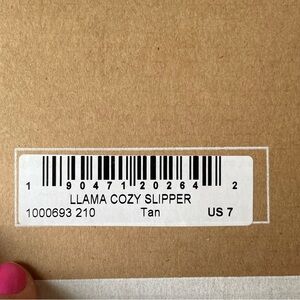 1 90471 20264 2
LLAMA COZY SLIPPER
1000693 210 Tan US 7